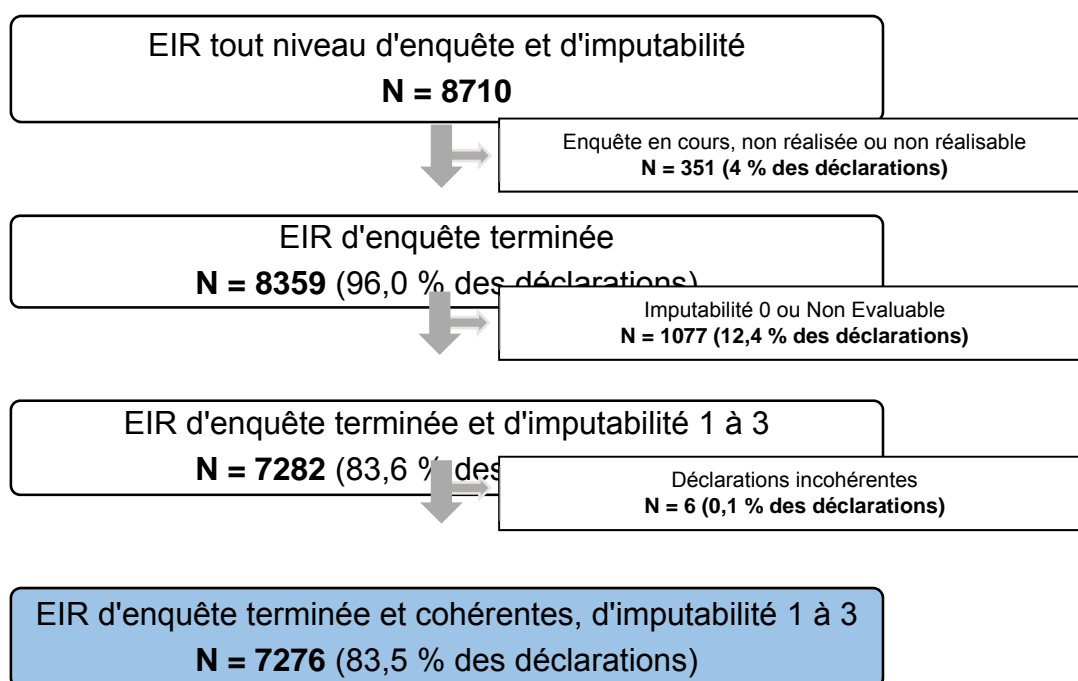 EIR tout niveau d'enquête et d'imputabilité
N = 8710
Enquête en cours, non réalisée ou non réalisable
N = 351 (4 % des déclarations)
EIR d'enquête terminée
N = 8359 (96,0 % des déclarations)
Imputabilité 0 ou Non Evaluable
N = 1077 (12,4 % des déclarations)
EIR d'enquête terminée et d'imputabilité 1 à 3
N = 7282 (83,6 % des
Déclarations incohérentes
N = 6 (0,1 % des déclarations)
EIR d'enquête terminée et cohérentes, d'imputabilité 1 à 3
N = 7276 (83,5 % des déclarations)